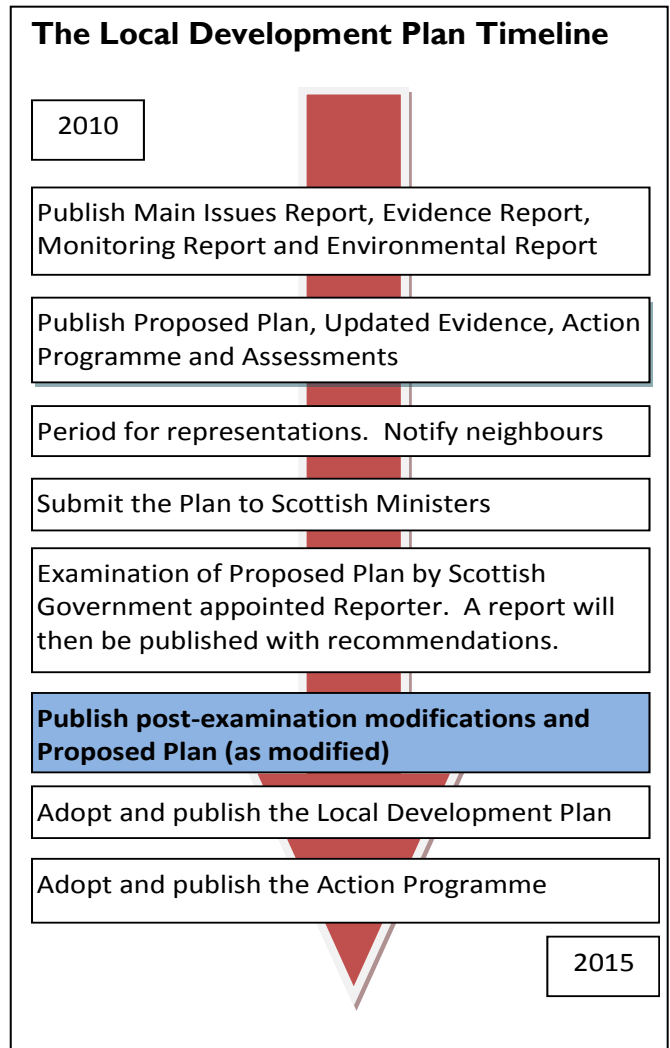 The Local Development Plan Timeline
2010
Publish Main Issues Report, Evidence Report,
Monitoring Report and Environmental Report
Publish Proposed Plan, Updated Evidence, Action
Programme and Assessments
Period for representations.  Notify neighbours
Submit the Plan to Scottish Ministers
Examination of Proposed Plan by Scottish
Government appointed Reporter.  A report will
then be published with recommendations.
Publish post-examination modifications and
Proposed Plan (as modified)
Adopt and publish the Local Development Plan
Adopt and publish the Action Programme
2015